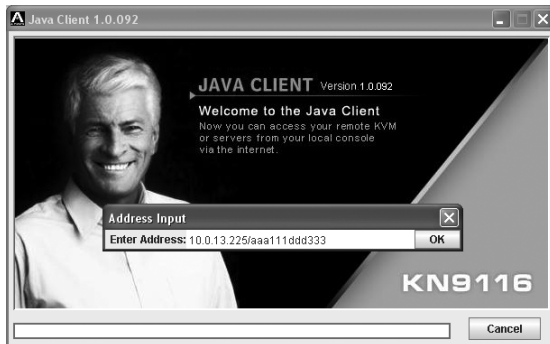 Java Client 1.0.092
JAVA CLIENT Version 1.0.092
Welcome to the Java Client
Now you can access your remote KVM
or servers from your local console
via the internet.
Address Input
Enter Address: 10.0.13.225/aaa111ddd333 OK
KN9116
Cancel